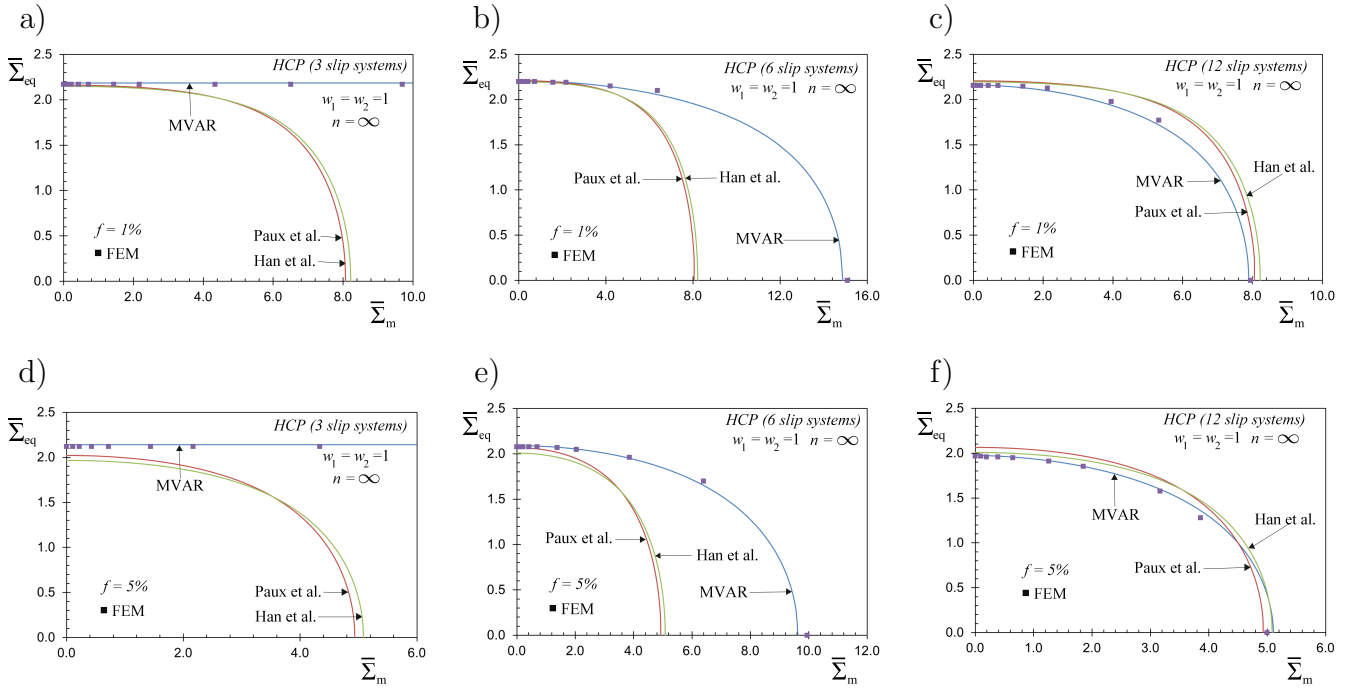 a)
Σ̅eq
2.5
2.0
1.5
1.0
0.5
0.0
HCP (3 slip systems)
w1 = w2 =1
n = ∞
MVAR
f = 1%
■ FEM
Paux et al.
Han et al.
0.0 2.0 4.0 6.0 8.0 10.0
Σ̅m
b)
Σ̅eq
2.5
2.0
1.5
1.0
0.5
0.0
HCP (6 slip systems)
w1 = w2 =1 n = ∞
Paux et al.
Han et al.
f = 1%
■ FEM
MVAR
0.0 4.0 8.0 12.0 16.0
Σ̅m
c)
Σ̅eq
2.5
2.0
1.5
1.0
0.5
0.0
HCP (12 slip systems)
w1 = w2 =1 n = ∞
Han et al.
MVAR
Paux et al.
f = 1%
■ FEM
0.0 2.0 4.0 6.0 8.0 10.0
Σ̅m
d)
Σ̅eq
2.5
2.0
1.5
1.0
0.5
0.0
HCP (3 slip systems)
w1 = w2 =1
n = ∞
MVAR
f = 5%
■ FEM
Paux et al.
Han et al.
0.0 2.0 4.0 6.0
Σ̅m
e)
Σ̅eq
2.5
2.0
1.5
1.0
0.5
0.0
HCP (6 slip systems)
w1 = w2 =1 n = ∞
Paux et al.
Han et al.
f = 5%
■ FEM
MVAR
0.0 2.0 4.0 6.0 8.0 10.0 12.0
Σ̅m
f)
Σ̅eq
2.5
2.0
1.5
1.0
0.5
0.0
HCP (12 slip systems)
w1 = w2 =1 n = ∞
MVAR
Han et al.
Paux et al.
f = 5%
■ FEM
0.0 1.0 2.0 3.0 4.0 5.0 6.0
Σ̅m